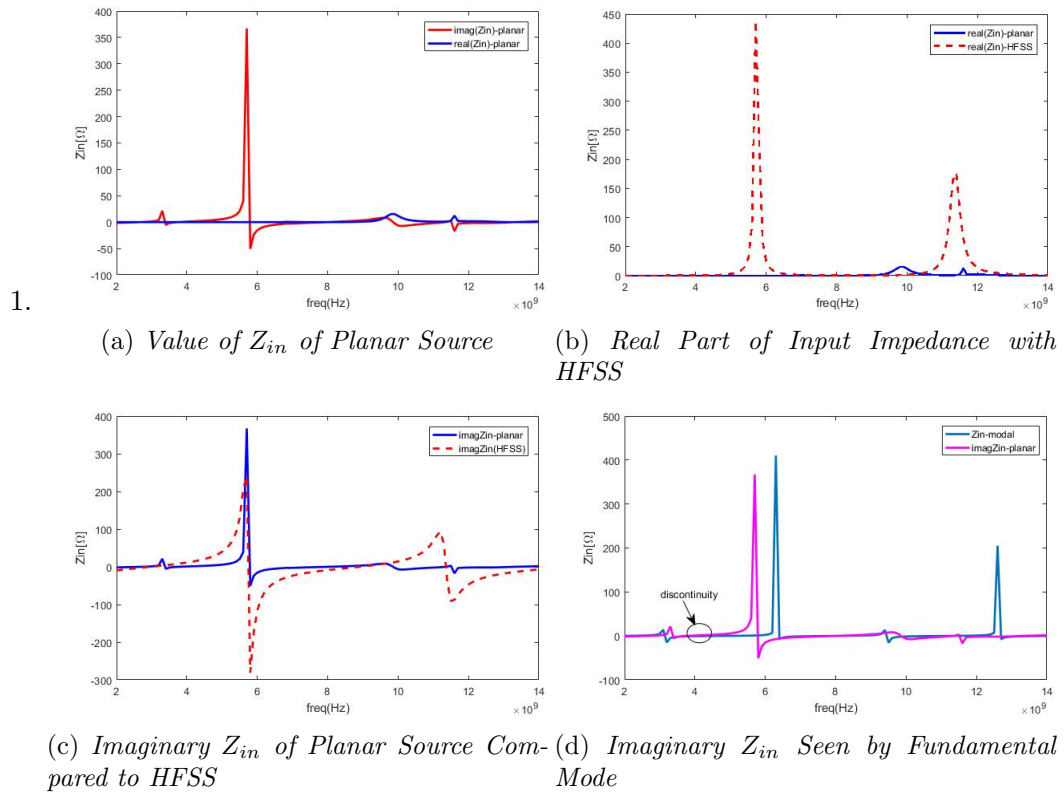 1.
400
350
300
250
200
150
100
50
0
-50
-100
Zin[Ω]
2 4 6 8 10 12 14
freq(Hz)
×10^9
imag(Zin)-planar
real(Zin)-planar
(a) Value of Z_in of Planar Source
450
400
350
300
250
200
150
100
50
0
Zin[Ω]
2 4 6 8 10 12 14
freq(Hz)
×10^9
real(Zin)-planar
real(Zin)-HFSS
(b) Real Part of Input Impedance with
HFSS
400
300
200
100
0
-100
-200
-300
Zin[Ω]
2 4 6 8 10 12 14
freq(Hz)
×10^9
imagZin-planar
imagZin(HFSS)
(c) Imaginary Z_in of Planar Source Com-
pared to HFSS
500
400
300
200
100
0
-100
Zin[Ω]
2 4 6 8 10 12 14
freq(Hz)
×10^9
Zin-modal
imagZin-planar
discontinuity
(d) Imaginary Z_in Seen by Fundamental
Mode